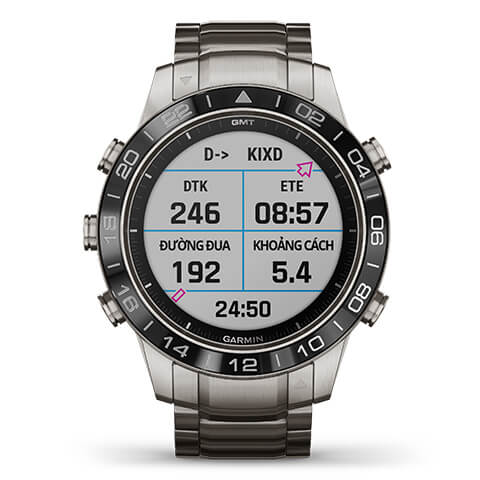 GMT
D-> KIXD
DTK ETE
246 08:57
ĐƯỜNG ĐUA KHOẢNG CÁCH
192 5.4
24:50
GARMIN
02
04
06
08
10
12
14
16
18
20
22